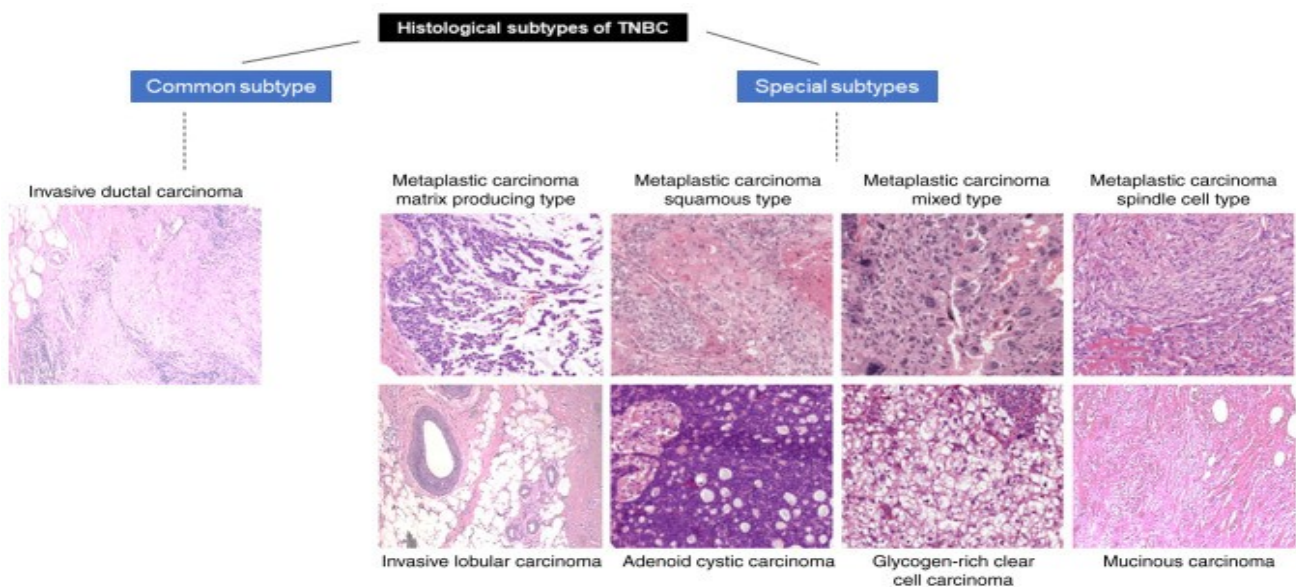 Histological subtypes of TNBC
Common subtype
Special subtypes
Invasive ductal carcinoma
Metaplastic carcinoma
matrix producing type
Metaplastic carcinoma
squamous type
Metaplastic carcinoma
mixed type
Metaplastic carcinoma
spindle cell type
Invasive lobular carcinoma
Adenoid cystic carcinoma
Glycogen-rich clear
cell carcinoma
Mucinous carcinoma